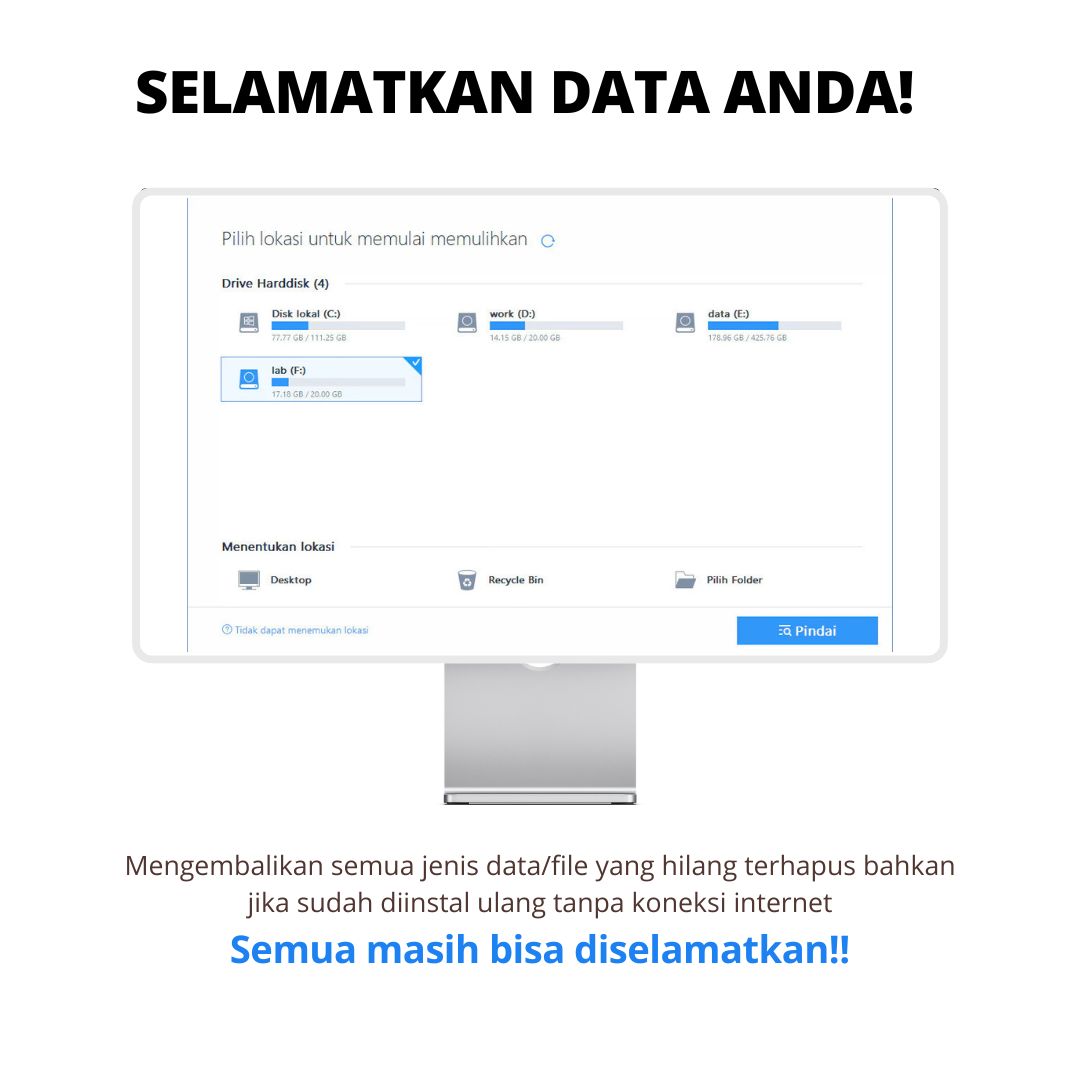 SELAMATKAN DATA ANDA!
Pilih lokasi untuk memulai memulihkan
Drive Harddisk (4)
Disk lokal (C:)
77.77 GB / 111.25 GB
work (D:)
14.15 GB / 20.00 GB
data (E:)
178.96 GB / 425.76 GB
lab (F:)
17.18 GB / 20.00 GB
Menentukan lokasi
Desktop
Recycle Bin
Pilih Folder
Tidak dapat menemukan lokasi
Pindai
Mengembalikan semua jenis data/file yang hilang terhapus bahkan
jika sudah diinstal ulang tanpa koneksi internet
Semua masih bisa diselamatkan!!